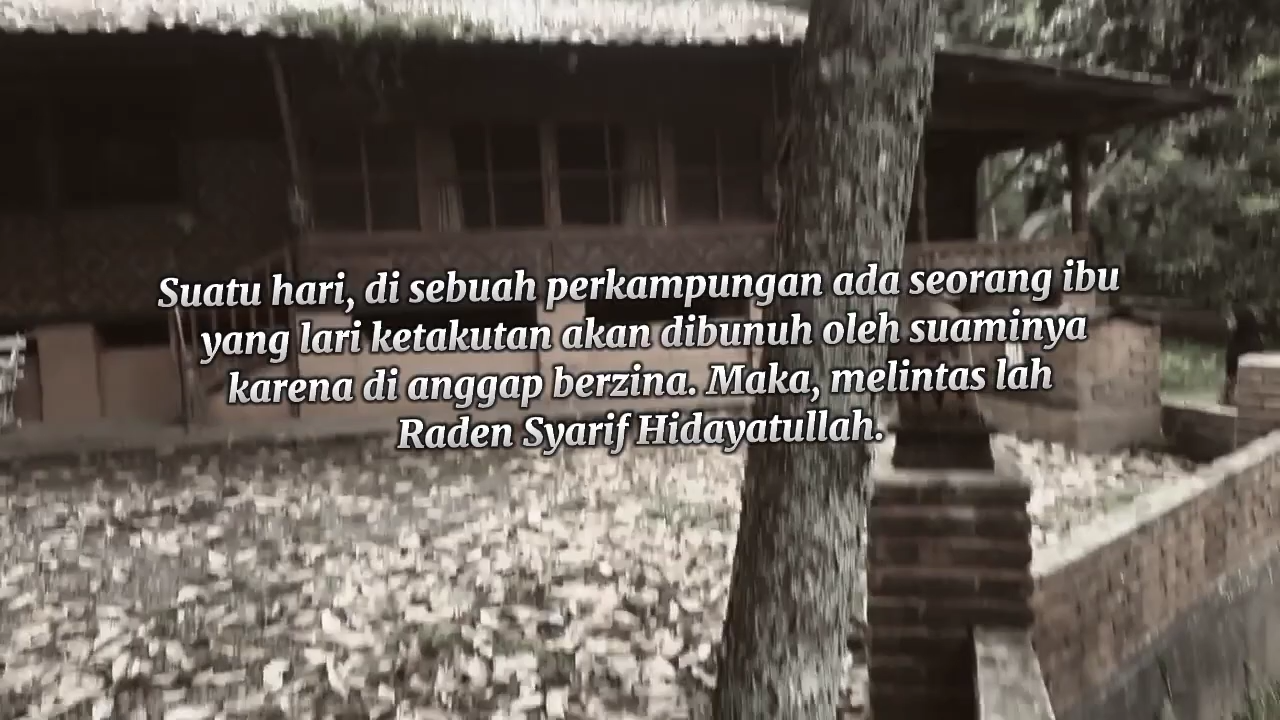 Suatu hari, di sebuah perkampungan ada seorang ibu
yang lari ketakutan akan dibunuh oleh suaminya
karena di anggap berzina. Maka, melintas lah
Raden Syarif Hidayatullah.